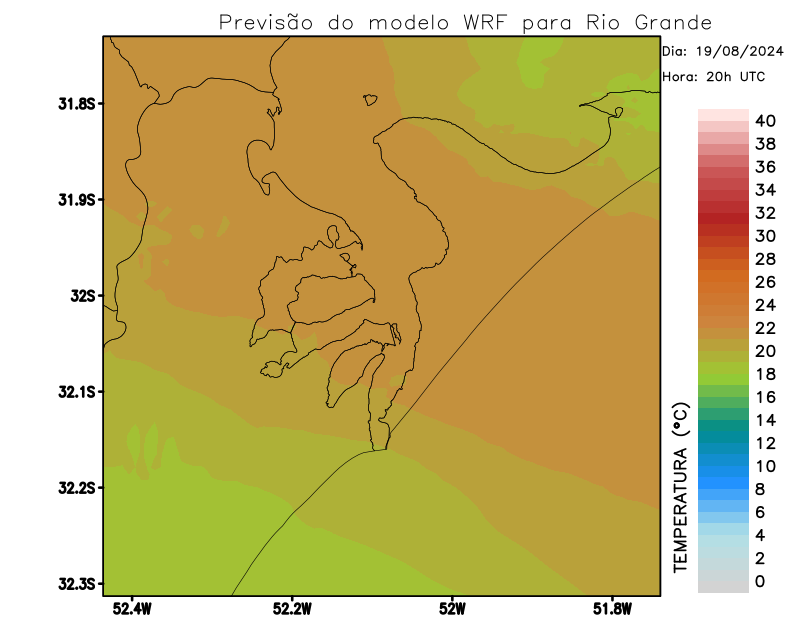 Previsão do modelo WRF para Rio Grande
Dia: 19/08/2024
Hora: 20h UTC
31.8S
31.9S
32S
32.1S
32.2S
32.3S
52.4W
52.2W
52W
51.8W
TEMPERATURA (°C)
40
38
36
34
32
30
28
26
24
22
20
18
16
14
12
10
8
6
4
2
0